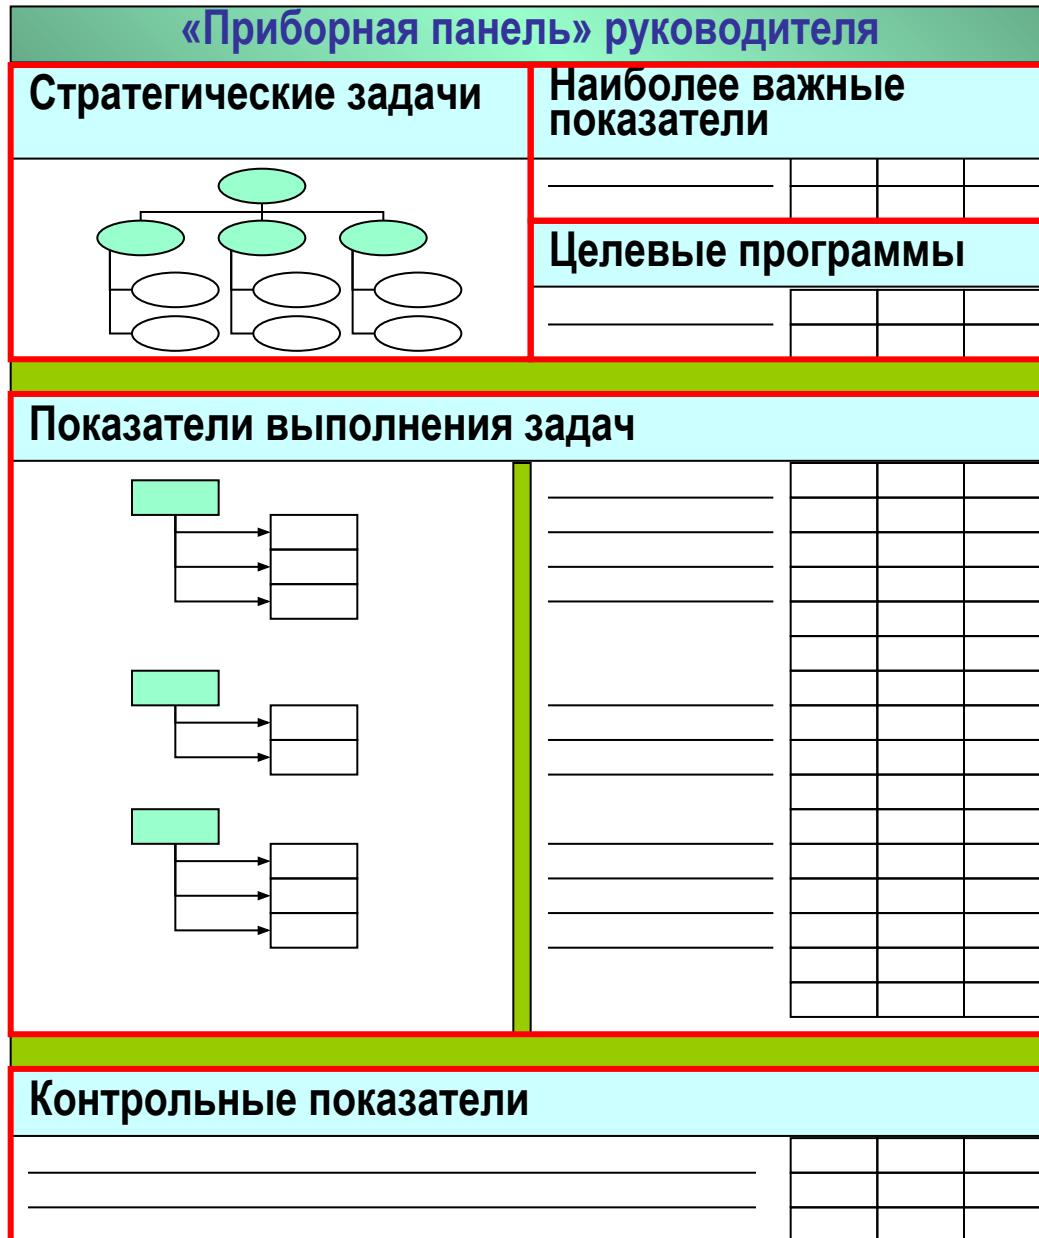 «Приборная панель» руководителя
Стратегические задачи
Наиболее важные
показатели
Целевые программы
Показатели выполнения задач
Контрольные показатели